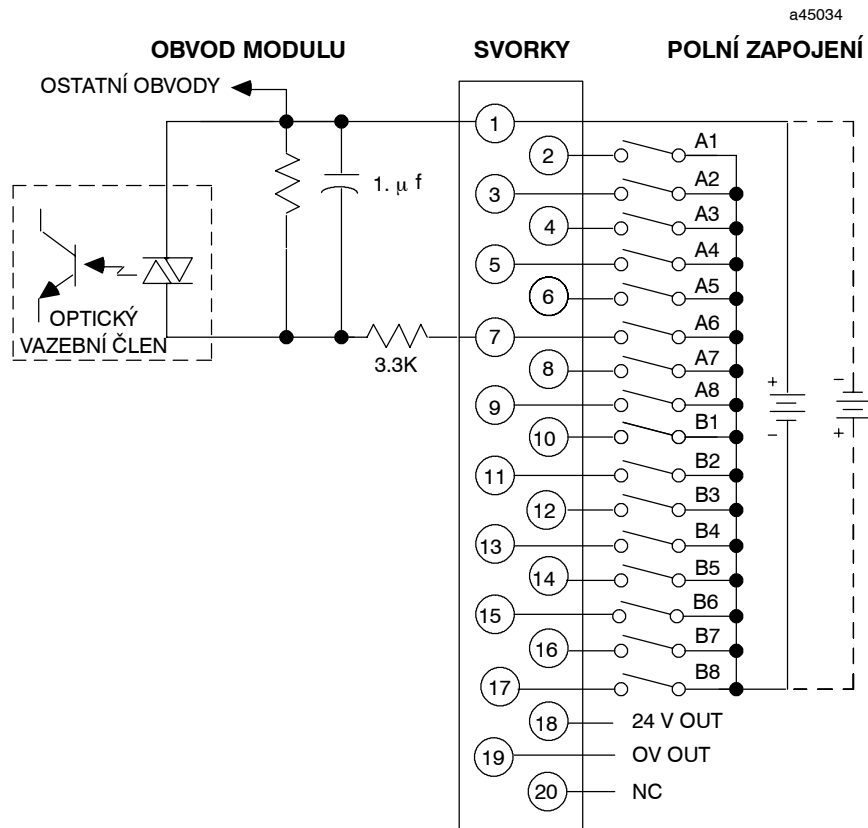 a45034
OBVOD MODULU
SVORKY
POLNÍ ZAPOJENÍ
OSTATNÍ OBVODY
1
2
A1
3
A2
1. µ f
4
A3
5
A4
6
A5
OPTICKÝ
VAZEBNÍ ČLEN
7
A6
3.3K
8
A7
9
A8
+
−
−
+
10
B1
11
B2
12
B3
13
B4
14
B5
15
B6
16
B7
17
B8
18
24 V OUT
19
OV OUT
20
NC